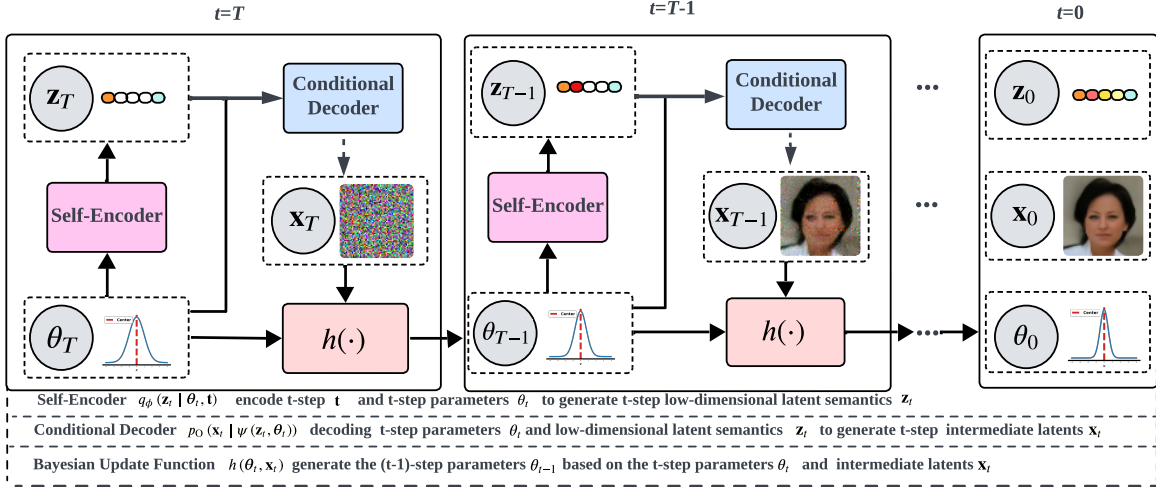 t=T
t=T-1
t=0
z_T
Conditional
Decoder
z_{T-1}
Conditional
Decoder
...
z_0
Self-Encoder
x_T
Self-Encoder
x_{T-1}
...
x_0
θ_T
Center
h(·)
θ_{T-1}
Center
h(·)
....
θ_0
Center
Self-Encoder q_ϕ(z_t | θ_t, t) encode t-step t and t-step parameters θ_t to generate t-step low-dimensional latent semantics z_t
Conditional Decoder p_O(x_t | ψ(z_t, θ_t)) decoding t-step parameters θ_t and low-dimensional latent semantics z_t to generate t-step intermediate latents x_t
Bayesian Update Function h(θ_t, x_t) generate the (t-1)-step parameters θ_{t-1} based on the t-step parameters θ_t and intermediate latents x_t